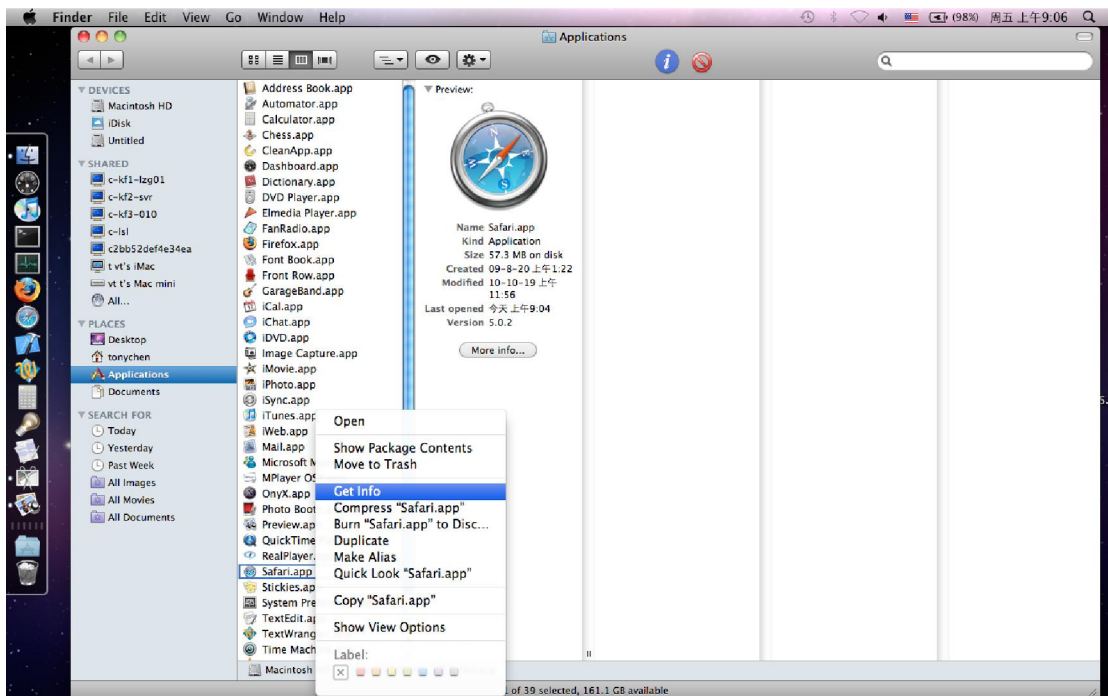 Finder File Edit View Go Window Help
(98%) 周五 上午9:06
Applications
DEVICES
Macintosh HD
iDisk
Untitled
SHARED
c-kf1-lzg01
c-kf2-svr
c-kf3-010
c-lsl
c2bb52def4e34ea
t vt's iMac
vt t's Mac mini
All...
PLACES
Desktop
tonychen
Applications
Documents
SEARCH FOR
Today
Yesterday
Past Week
All Images
All Movies
All Documents
Address Book.app
Automator.app
Calculator.app
Chess.app
CleanApp.app
Dashboard.app
Dictionary.app
DVD Player.app
Elmedia Player.app
FanRadio.app
Firefox.app
Font Book.app
Front Row.app
GarageBand.app
iCal.app
iChat.app
iDVD.app
Image Capture.app
iMovie.app
iPhoto.app
iSync.app
iTunes.app
iWeb.app
Mail.app
Microsoft M
MPlayer OS
OnyX.app
Photo Boot
Preview.ap
QuickTime
RealPlayer.
Safari.app
Stickies.ap
System Pre
TextEdit.a
TextWrang
Time Mach
Macintosh
Preview:
Name Safari.app
Kind Application
Size 57.3 MB on disk
Created 09-8-20 上午1:22
Modified 10-10-19 上午
11:56
Last opened 今天 上午9:04
Version 5.0.2
More info...
Open
Show Package Contents
Move to Trash
Get Info
Compress "Safari.app"
Burn "Safari.app" to Disc...
Duplicate
Make Alias
Quick Look "Safari.app"
Copy "Safari.app"
Show View Options
Label:
of 39 selected, 161.1 GB available